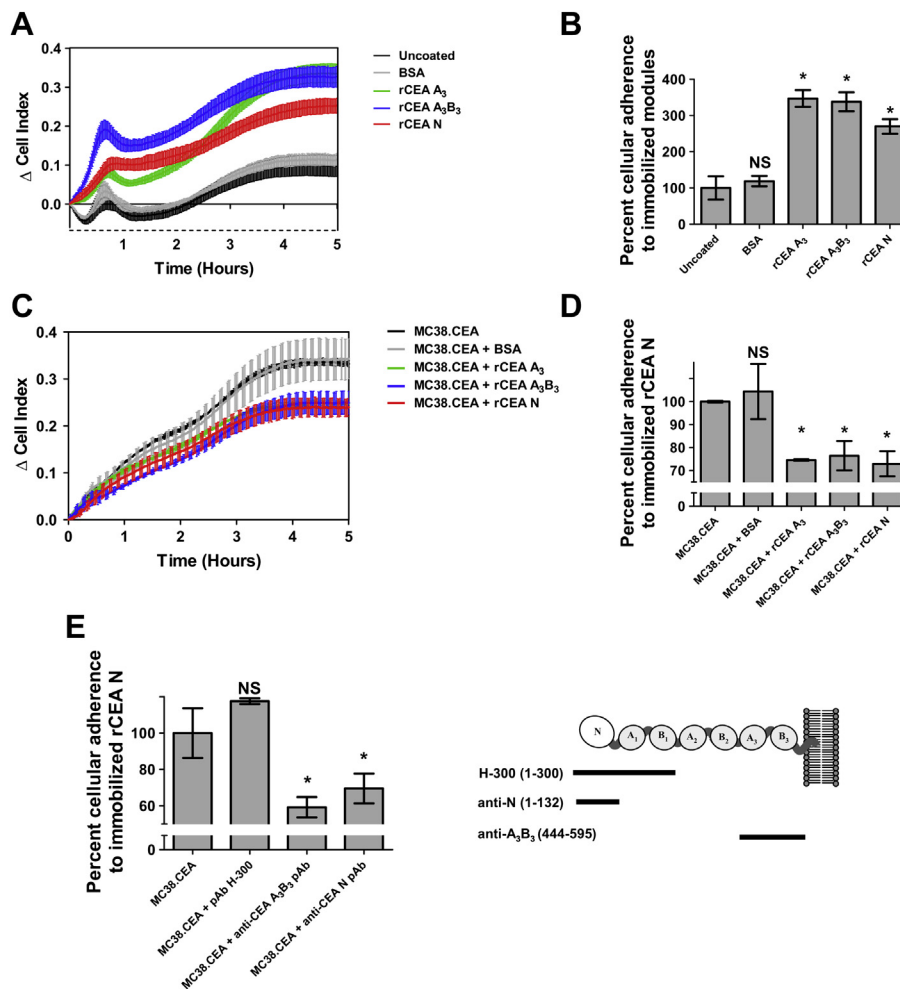 A
Δ Cell Index
0.4
0.3
0.2
0.1
0.0
1 2 3 4 5
Time (Hours)
Uncoated
BSA
rCEA A3
rCEA A3B3
rCEA N
B
Percent cellular adherence
to immobilized modules
400
300
200
100
0
NS
*
*
*
Uncoated
BSA
rCEA A3
rCEA A3B3
rCEA N
C
Δ Cell Index
0.4
0.3
0.2
0.1
0.0
0 1 2 3 4 5
Time (Hours)
MC38.CEA
MC38.CEA + BSA
MC38.CEA + rCEA A3
MC38.CEA + rCEA A3B3
MC38.CEA + rCEA N
D
Percent cellular adherence
to immobilized rCEA N
100
90
80
70
0
NS
*
*
*
MC38.CEA
MC38.CEA + BSA
MC38.CEA + rCEA A3
MC38.CEA + rCEA A3B3
MC38.CEA + rCEA N
E
Percent cellular adherence
to immobilized rCEA N
100
80
60
0
NS
*
*
MC38.CEA
MC38.CEA + pAb H-300
MC38.CEA + anti-CEA A3B3 pAb
MC38.CEA + anti-CEA N pAb
N A1 B1 A2 B2 A3 B3
H-300 (1-300)
anti-N (1-132)
anti-A3B3 (444-595)